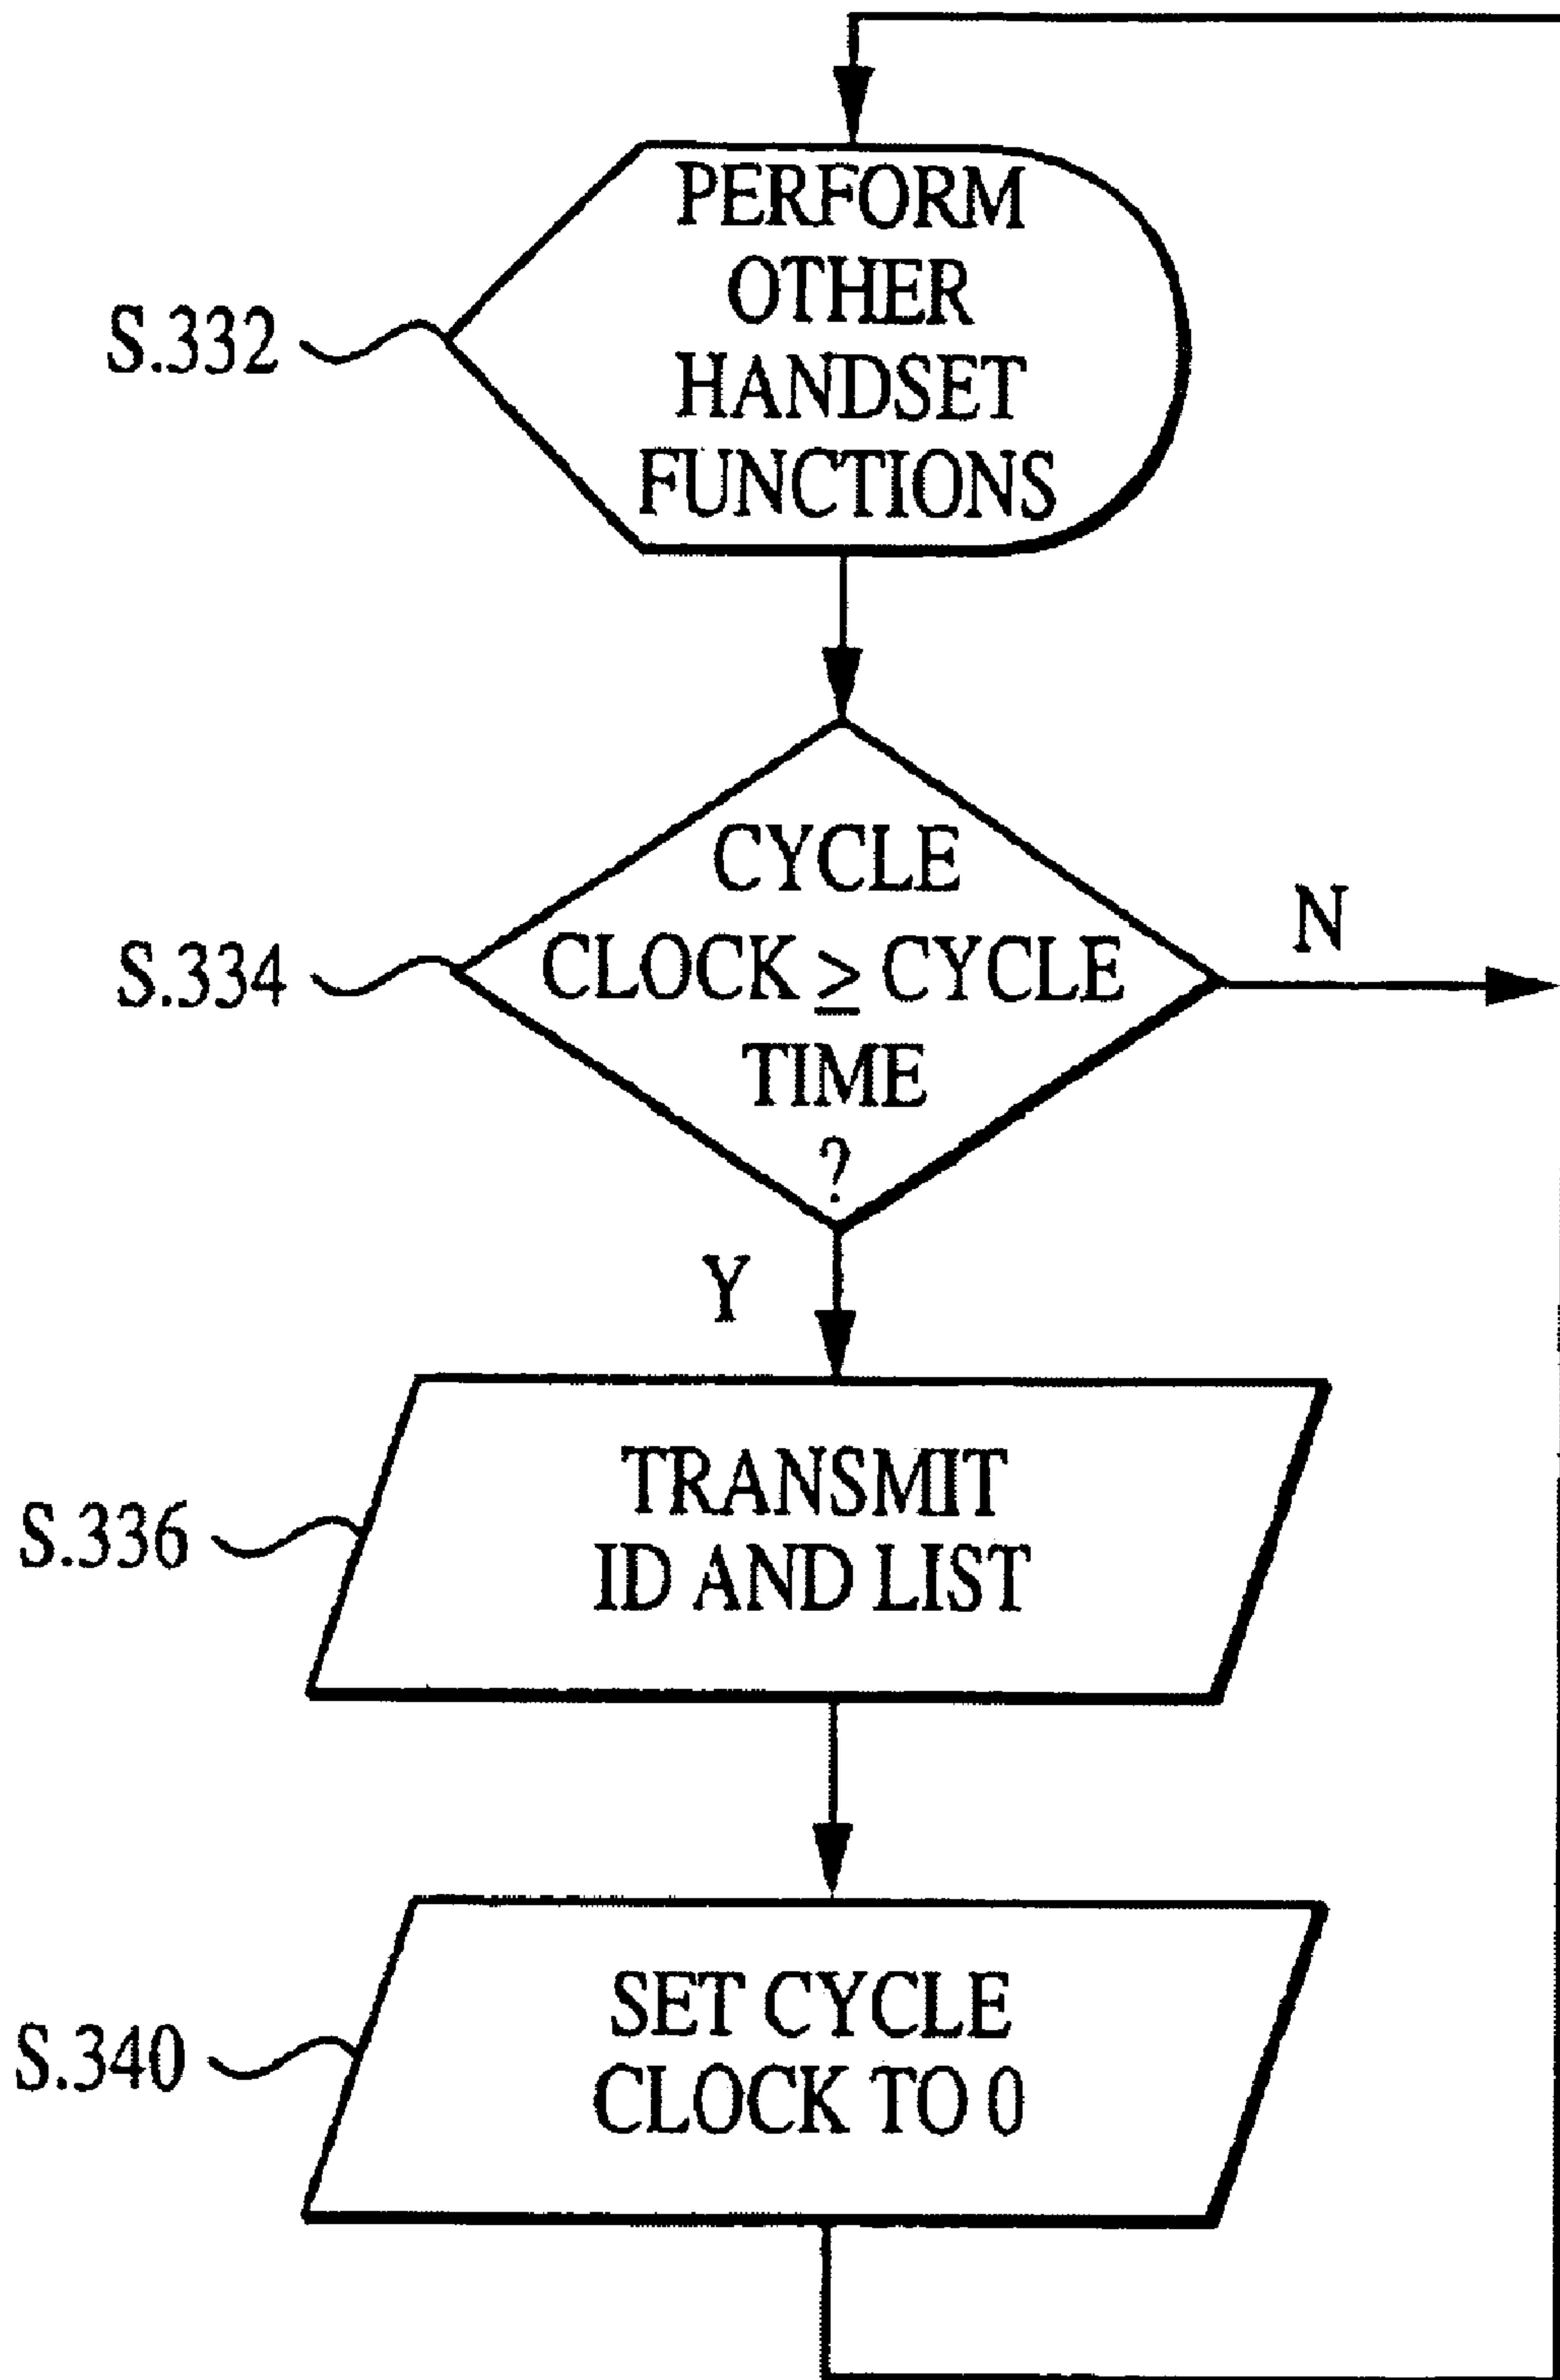 PERFORM
OTHER
HANDSET
FUNCTIONS
S.332
CYCLE
CLOCK ≥ CYCLE
TIME
?
S.334
N
Y
TRANSMIT
ID AND LIST
S.336
SET CYCLE
CLOCK TO 0
S.340